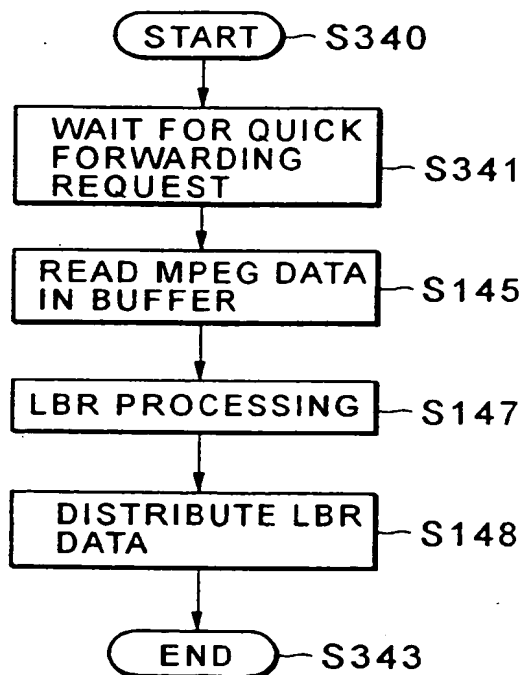 START S340
WAIT FOR QUICK
FORWARDING
REQUEST
S341
READ MPEG DATA
IN BUFFER
S145
LBR PROCESSING S147
DISTRIBUTE LBR
DATA
S148
END S343